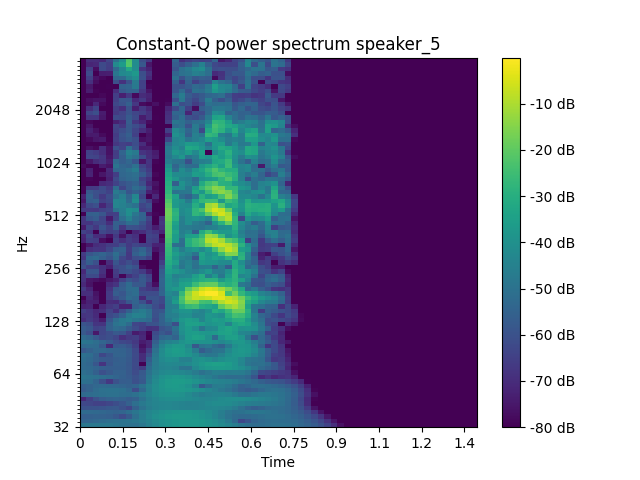 Constant-Q power spectrum speaker_5
Hz
2048
1024
512
256
128
64
32
0 0.15 0.3 0.45 0.6 0.75 0.9 1.1 1.2 1.4
Time
-10 dB
-20 dB
-30 dB
-40 dB
-50 dB
-60 dB
-70 dB
-80 dB